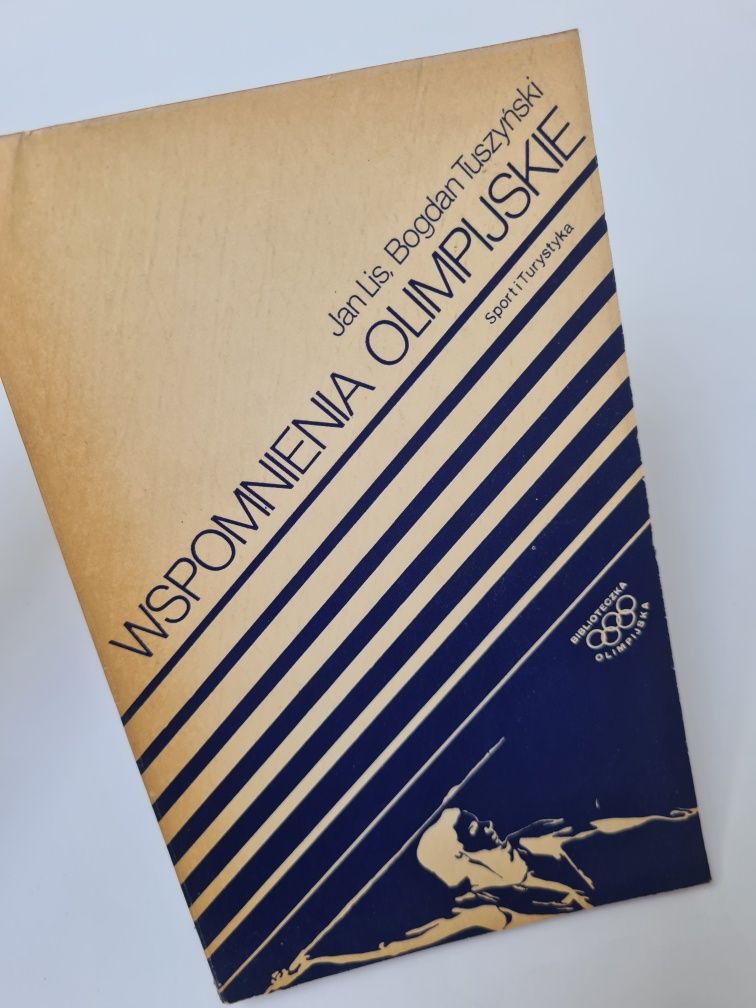 Jan Lis, Bogdan Tuszyński
WSPOMNIENIA OLIMPIJSKIE
Sport i Turystyka
BIBLIOTECZKA
OLIMPIJSKA